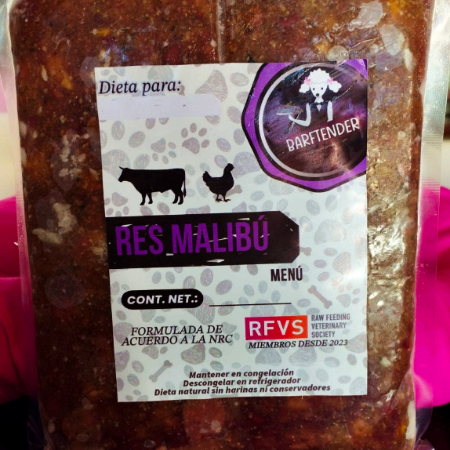 Dieta para:
BARFTENDER
RES MALIBÚ
MENÚ
CONT. NET.:
FORMULADA DE
ACUERDO A LA NRC
RFVS
RAW FEEDING
VETERINARY
SOCIETY
MIEMBROS DESDE 2023
Mantener en congelación
Descongelar en refrigerador
Dieta natural sin harinas ni conservadores